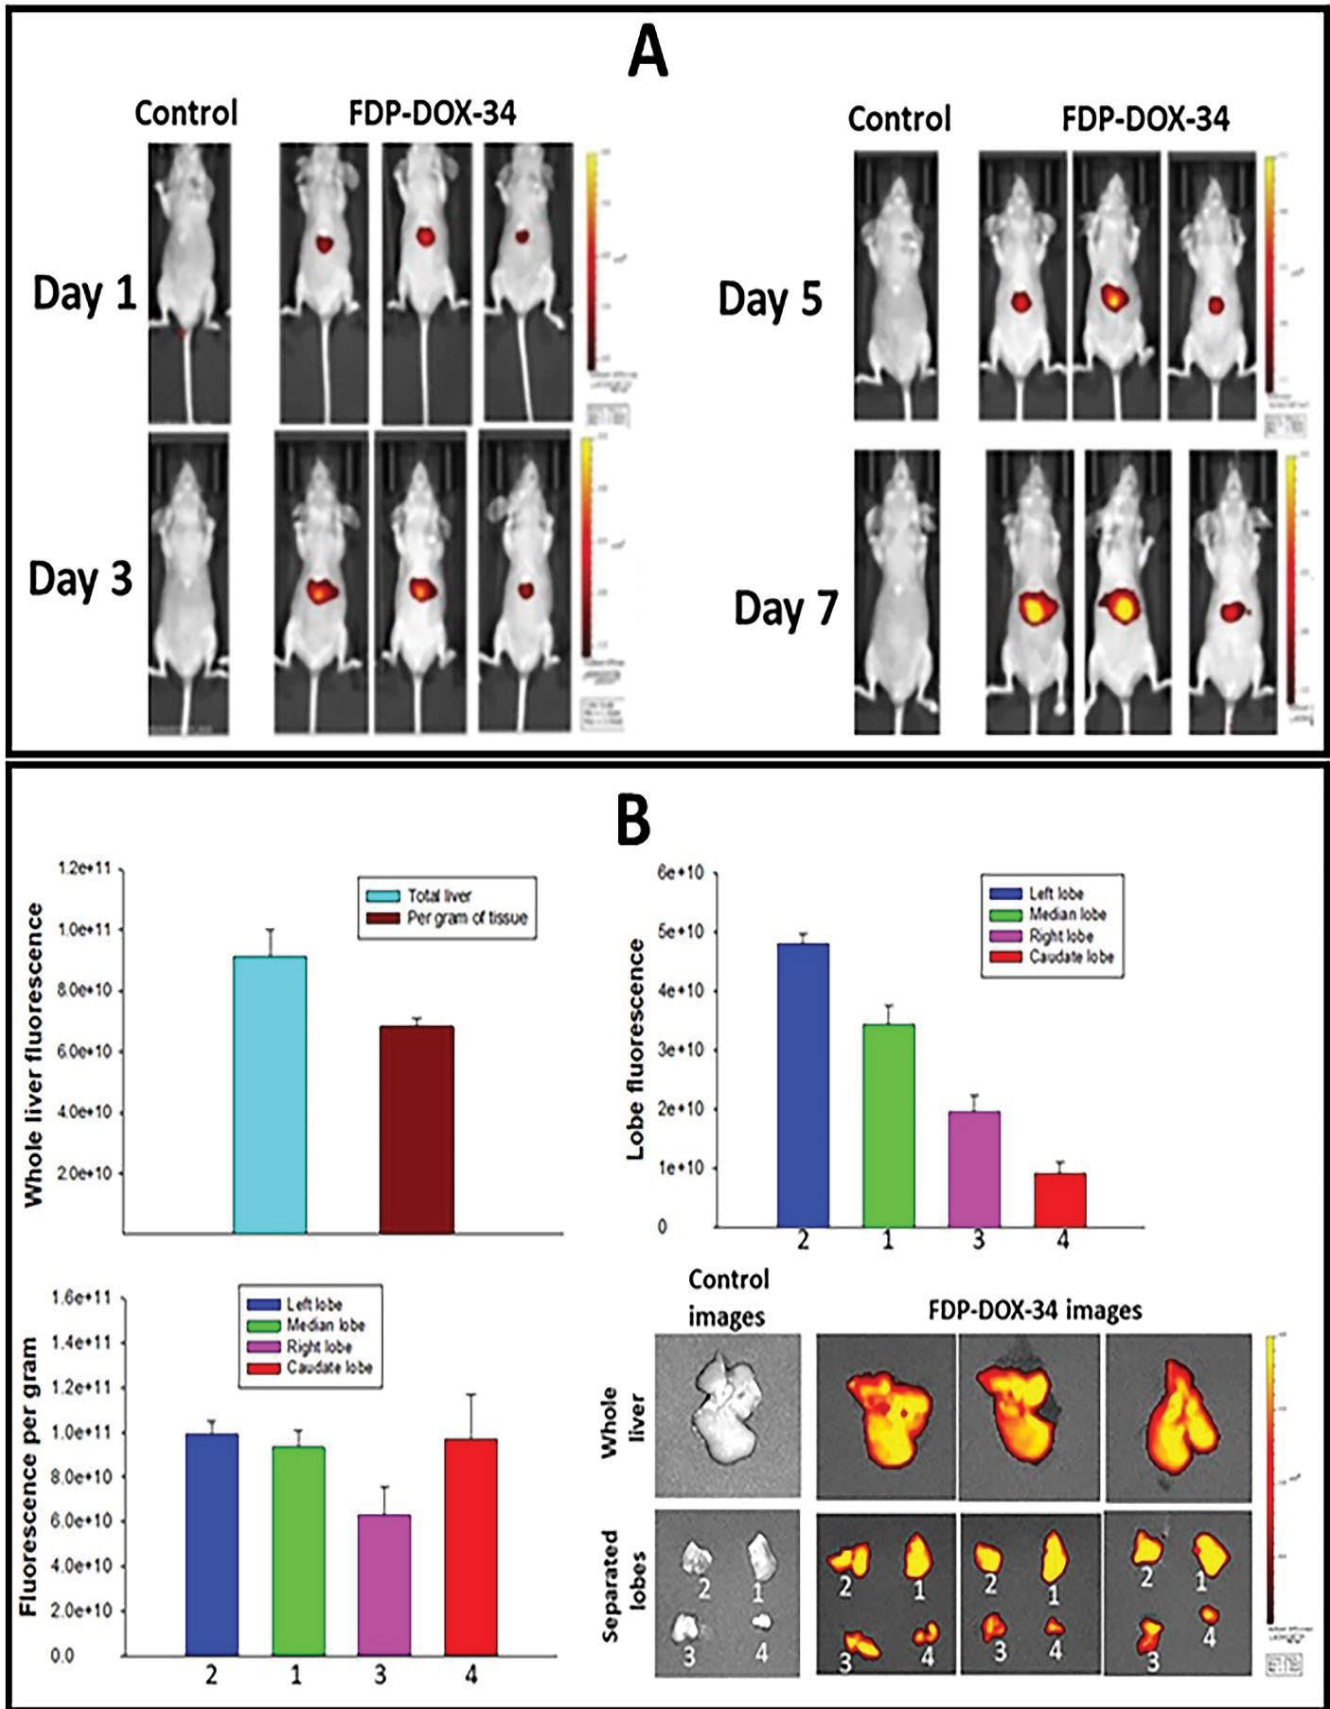 A
Control
FDP-DOX-34
Control
FDP-DOX-34
Day 1
Day 5
Day 3
Day 7
B
Whole liver fluorescence
1.2e+11
1.0e+11
8.0e+10
6.0e+10
4.0e+10
2.0e+10
Total liver
Per gram of tissue
Lobe fluorescence
6e+10
5e+10
4e+10
3e+10
2e+10
1e+10
0
Left lobe
Median lobe
Right lobe
Caudate lobe
2 1 3 4
Fluorescence per gram
1.6e+11
1.4e+11
1.2e+11
1.0e+11
8.0e+10
6.0e+10
4.0e+10
2.0e+10
0.0
Left lobe
Median lobe
Right lobe
Caudate lobe
2 1 3 4
Control
images
FDP-DOX-34 images
Whole
liver
Separated
lobes
2 1
3 4
2 1
3 4
2 1
3 4
2 1
3 4